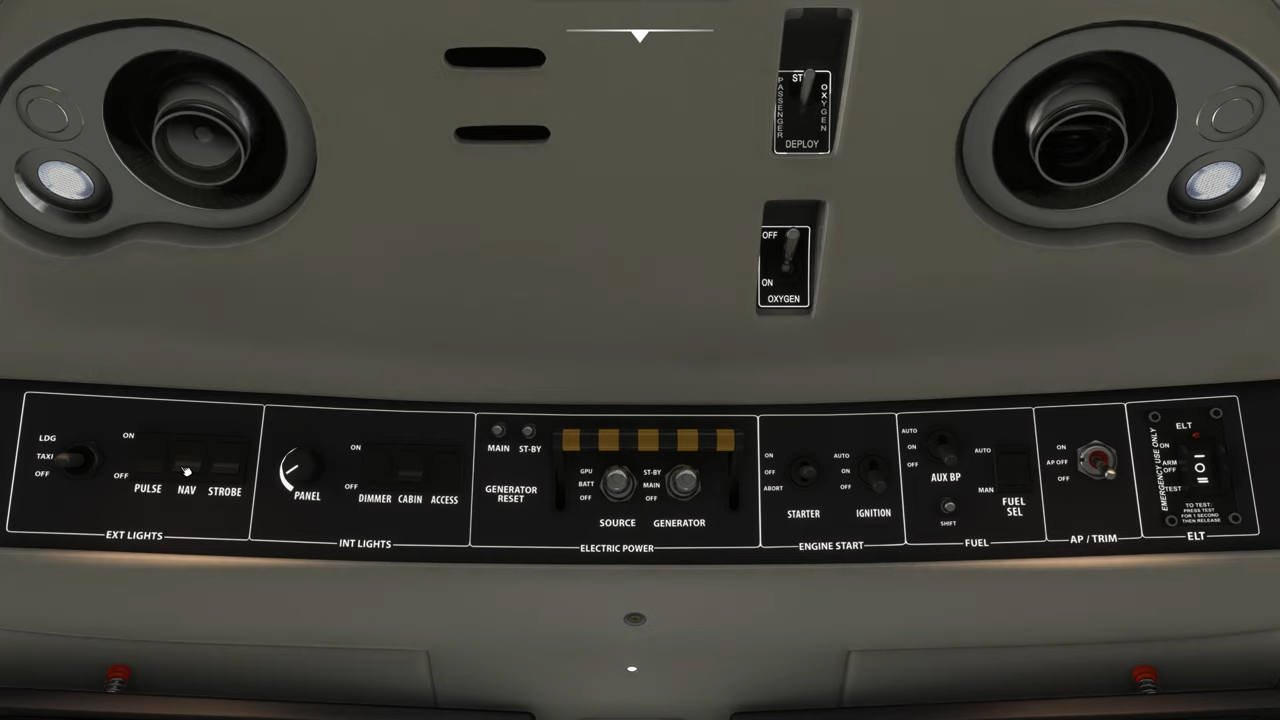 ST
PASSENGER
OXYGEN
DEPLOY
OFF
ON
OXYGEN
LDG
TAXI
OFF
ON
OFF
PULSE NAV STROBE
EXT LIGHTS
PANEL
ON
OFF
DIMMER CABIN ACCESS
INT LIGHTS
MAIN ST-BY
GENERATOR
RESET
GPU
BATT
OFF
SOURCE
ST-BY
MAIN
OFF
GENERATOR
ELECTRIC POWER
ON
OFF
ABORT
STARTER
AUTO
ON
OFF
IGNITION
ENGINE START
AUTO
ON
OFF
AUX BP
SHIFT
AUTO
MAN
FUEL
SEL
FUEL
ON
AP OFF
OFF
AP / TRIM
EMERGENCY USE ONLY
ELT
ON
ARM
OFF
TEST
TO TEST:
PRESS TEST
FOR 1 SECOND
THEN RELEASE
ELT